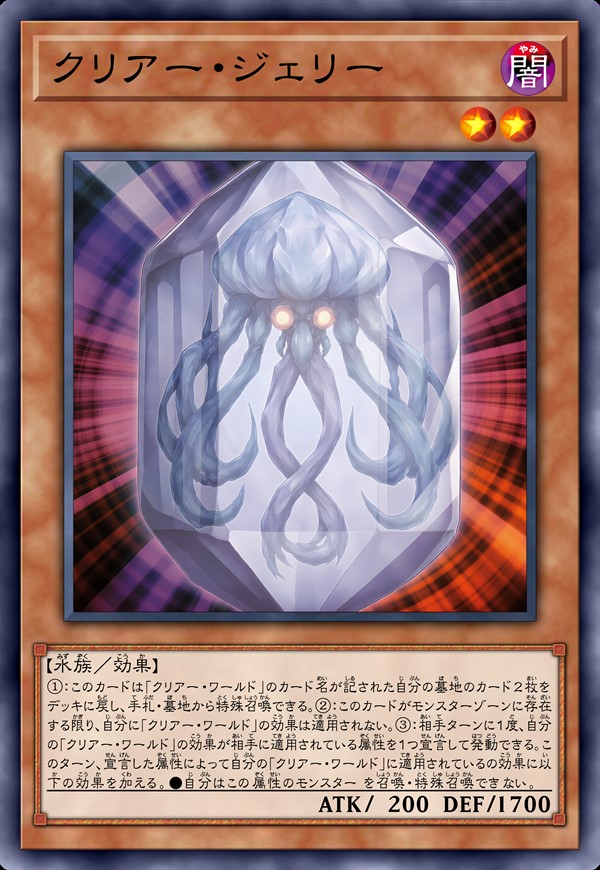 クリアー・ジェリー
闇
【水族／効果】
①：このカードは「クリアー・ワールド」のカード名が記された自分の墓地のカード2枚を
デッキに戻し、手札・墓地から特殊召喚できる。②：このカードがモンスターゾーンに存在
する限り、自分に「クリアー・ワールド」の効果は適用されない。③：相手ターンに1度、自分
の「クリアー・ワールド」の効果が相手に適用されている属性を1つ宣言して発動できる。こ
のターン、宣言した属性によって自分の「クリアー・ワールド」に適用されているの効果に以
下の効果を加える。●自分はこの属性のモンスター を召喚・特殊召喚できない。
ATK/ 200 DEF/1700